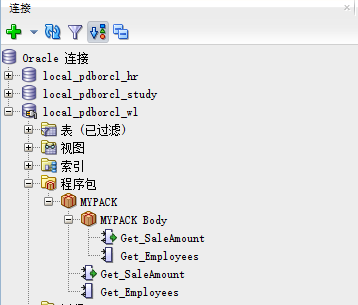 连接
Oracle 连接
local_pdborcl_hr
local_pdborcl_study
local_pdborcl_wl
表 (已过滤)
视图
索引
程序包
MYPACK
MYPACK Body
Get_SaleAmount
Get_Employees
Get_SaleAmount
Get_Employees